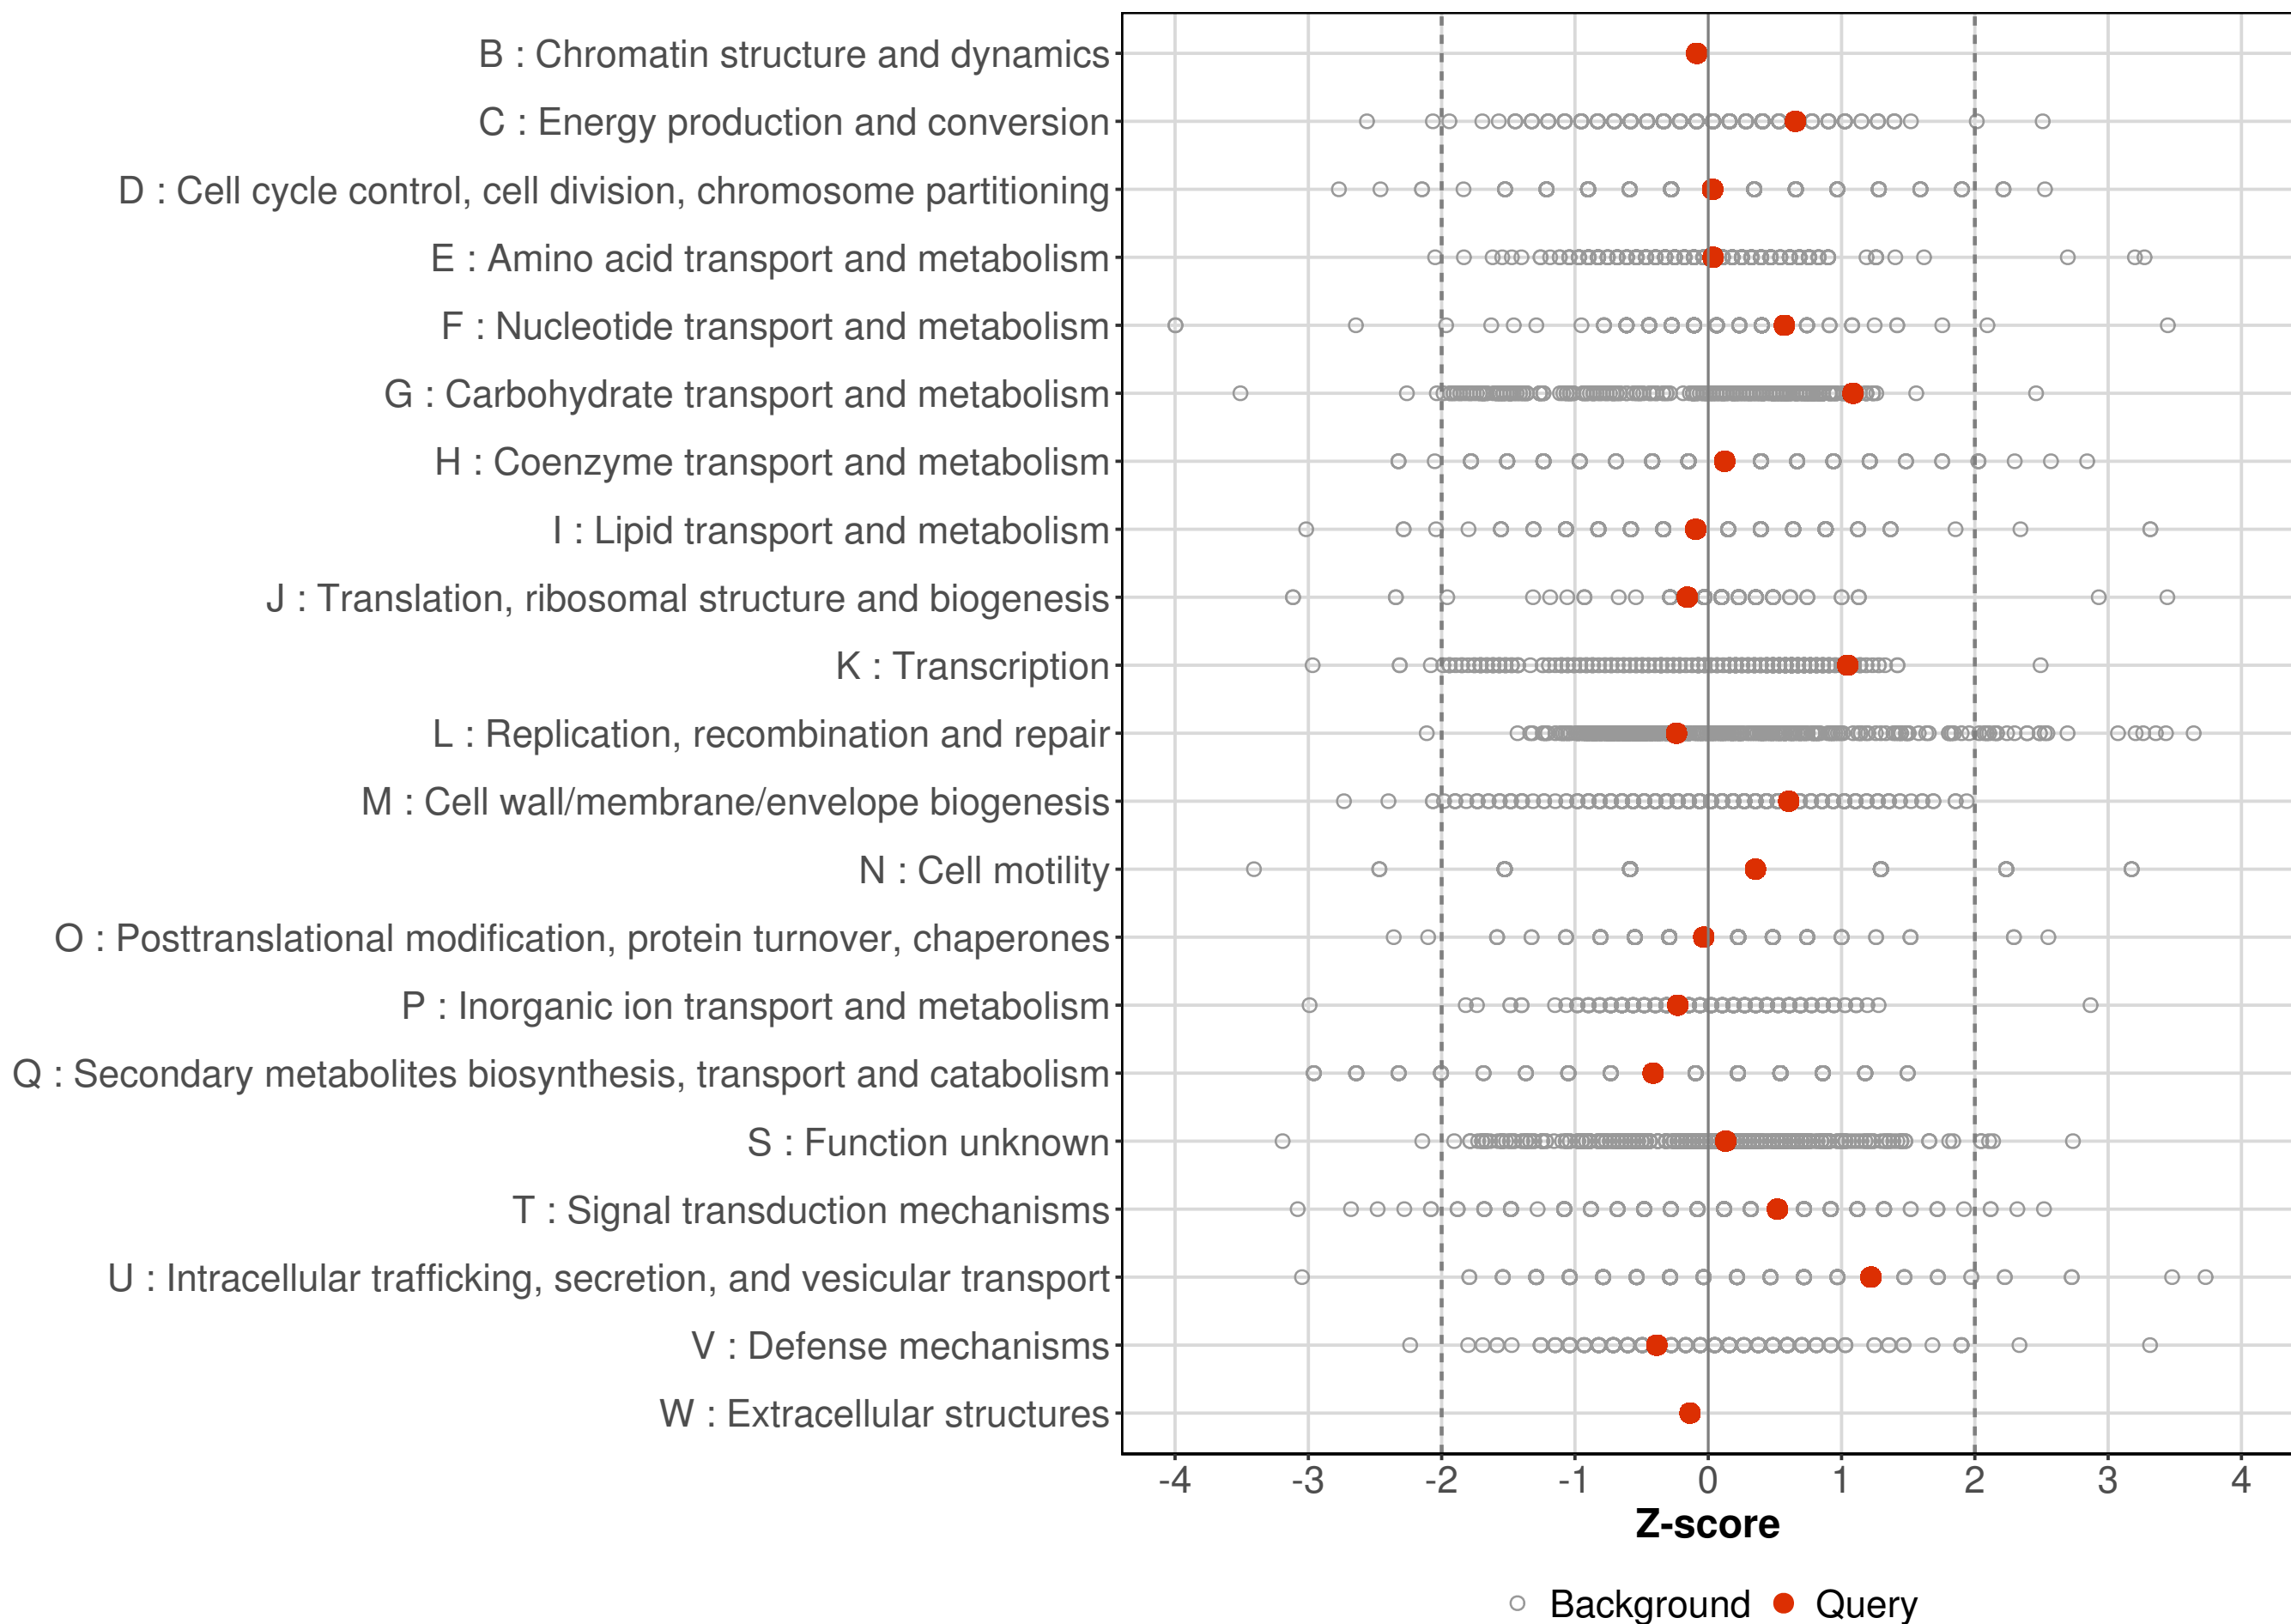 B : Chromatin structure and dynamics
C : Energy production and conversion
D : Cell cycle control, cell division, chromosome partitioning
E : Amino acid transport and metabolism
F : Nucleotide transport and metabolism
G : Carbohydrate transport and metabolism
H : Coenzyme transport and metabolism
I : Lipid transport and metabolism
J : Translation, ribosomal structure and biogenesis
K : Transcription
L : Replication, recombination and repair
M : Cell wall/membrane/envelope biogenesis
N : Cell motility
O : Posttranslational modification, protein turnover, chaperones
P : Inorganic ion transport and metabolism
Q : Secondary metabolites biosynthesis, transport and catabolism
S : Function unknown
T : Signal transduction mechanisms
U : Intracellular trafficking, secretion, and vesicular transport
V : Defense mechanisms
W : Extracellular structures
-4 -3 -2 -1 0 1 2 3 4
Z-score
Background Query